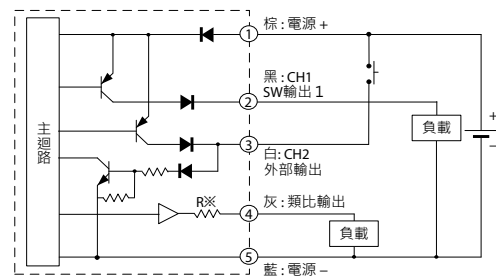 主迴路
R※
1
棕 : 電源 +
2
黑 : CH1
SW輸出 1
3
白: CH2
外部輸出
4
灰 : 類比輸出
5
藍 : 電源 −
負載
負載
+
−